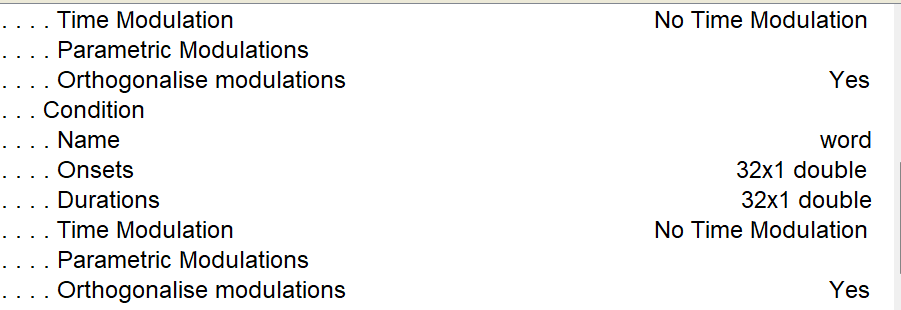 . . . . Time Modulation No Time Modulation
. . . . Parametric Modulations
. . . . Orthogonalise modulations Yes
. . . Condition
. . . . Name word
. . . . Onsets 32x1 double
. . . . Durations 32x1 double
. . . . Time Modulation No Time Modulation
. . . . Parametric Modulations
. . . . Orthogonalise modulations Yes